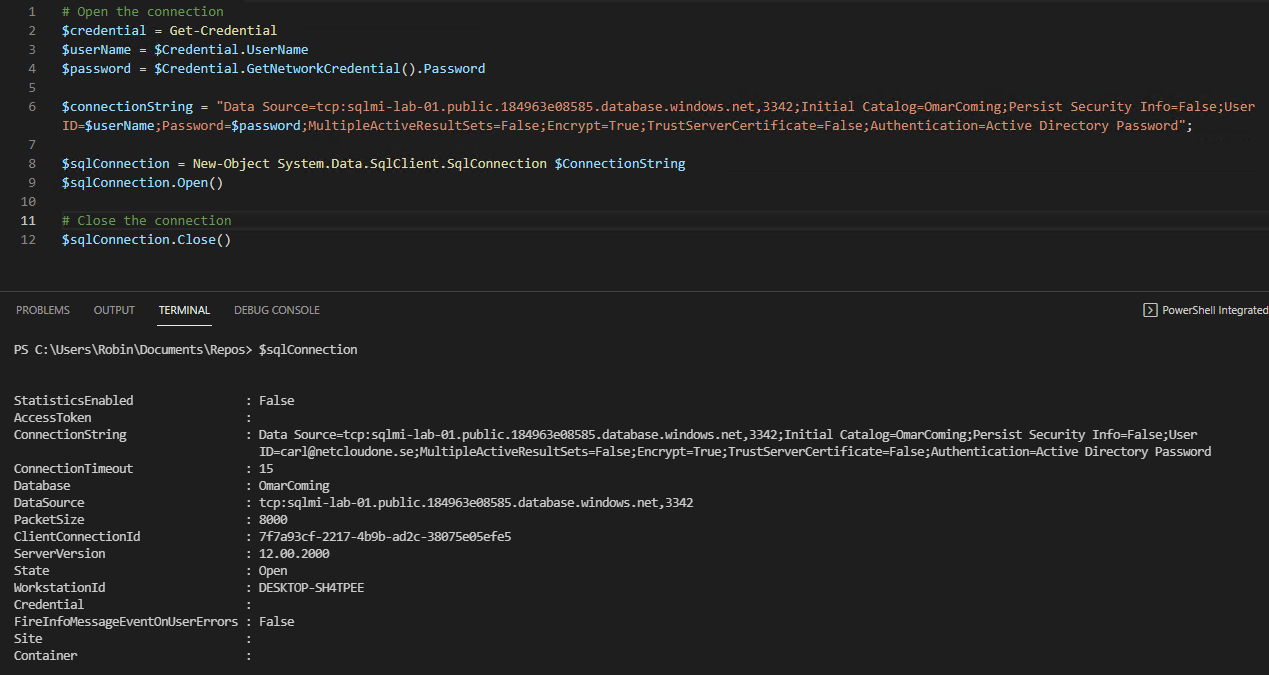 1 # Open the connection
2 $credential = Get-Credential
3 $userName = $Credential.UserName
4 $password = $Credential.GetNetworkCredential().Password
5
6 $connectionString = "Data Source=tcp:sqlmi-lab-01.public.184963e08585.database.windows.net,3342;Initial Catalog=OmarComing;Persist Security Info=False;User
ID=$userName;Password=$password;MultipleActiveResultSets=False;Encrypt=True;TrustServerCertificate=False;Authentication=Active Directory Password";
7
8 $sqlConnection = New-Object System.Data.SqlClient.SqlConnection $ConnectionString
9 $sqlConnection.Open()
10
11 # Close the connection
12 $sqlConnection.Close()
PROBLEMS OUTPUT TERMINAL DEBUG CONSOLE PowerShell Integrated
PS C:\Users\Robin\Documents\Repos> $sqlConnection
StatisticsEnabled : False
AccessToken :
ConnectionString : Data Source=tcp:sqlmi-lab-01.public.184963e08585.database.windows.net,3342;Initial Catalog=OmarComing;Persist Security Info=False;User
ID=carl@netcloudone.se;MultipleActiveResultSets=False;Encrypt=True;TrustServerCertificate=False;Authentication=Active Directory Password
ConnectionTimeout : 15
Database : OmarComing
DataSource : tcp:sqlmi-lab-01.public.184963e08585.database.windows.net,3342
PacketSize : 8000
ClientConnectionId : 7f7a93cf-2217-4b9b-ad2c-38075e05efe5
ServerVersion : 12.00.2000
State : Open
WorkstationId : DESKTOP-SH4TPEE
Credential :
FireInfoMessageEventOnUserErrors : False
Site :
Container :